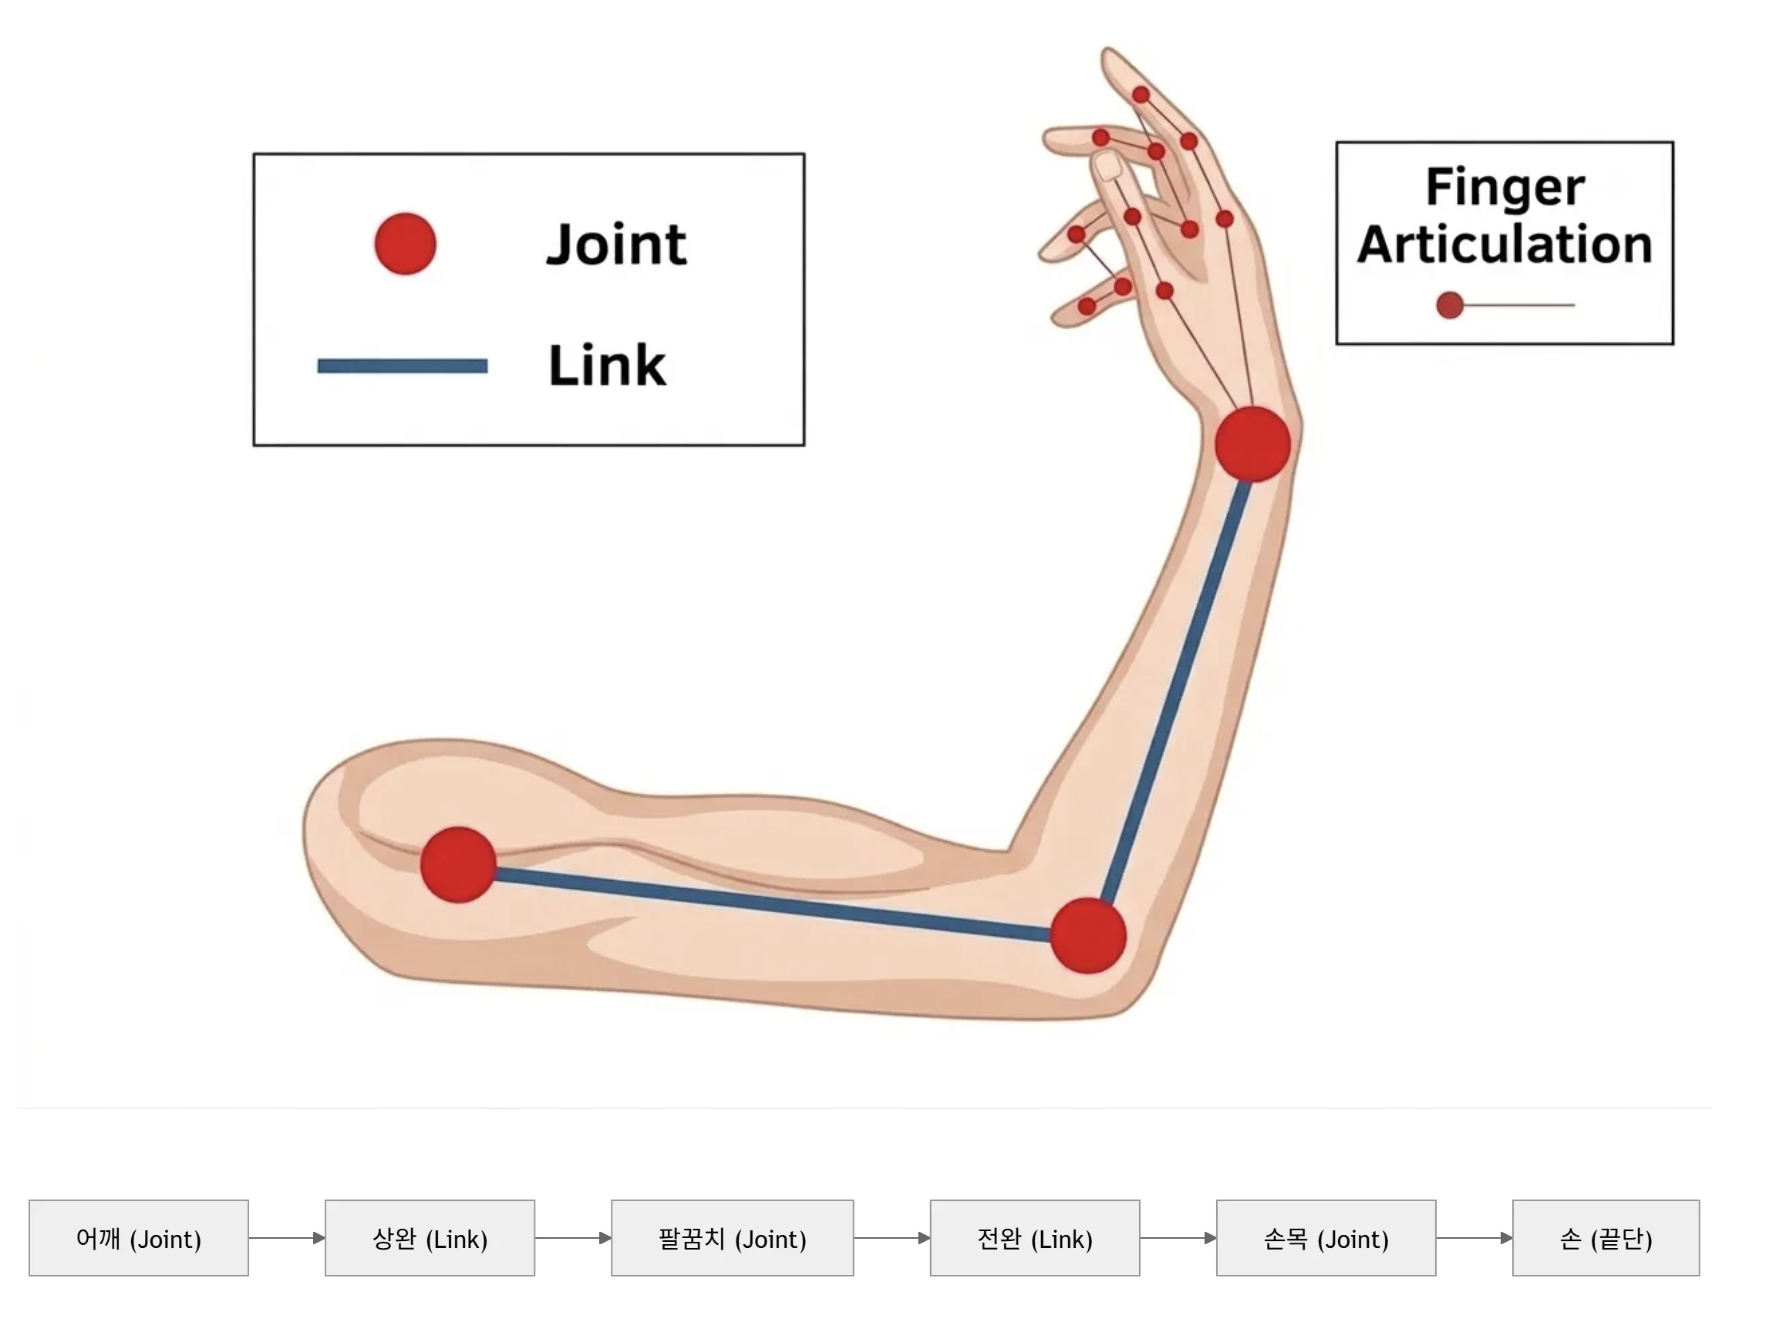 Joint
Link
Finger
Articulation
어깨 (Joint)
상완 (Link)
팔꿈치 (Joint)
전완 (Link)
손목 (Joint)
손 (끝단)